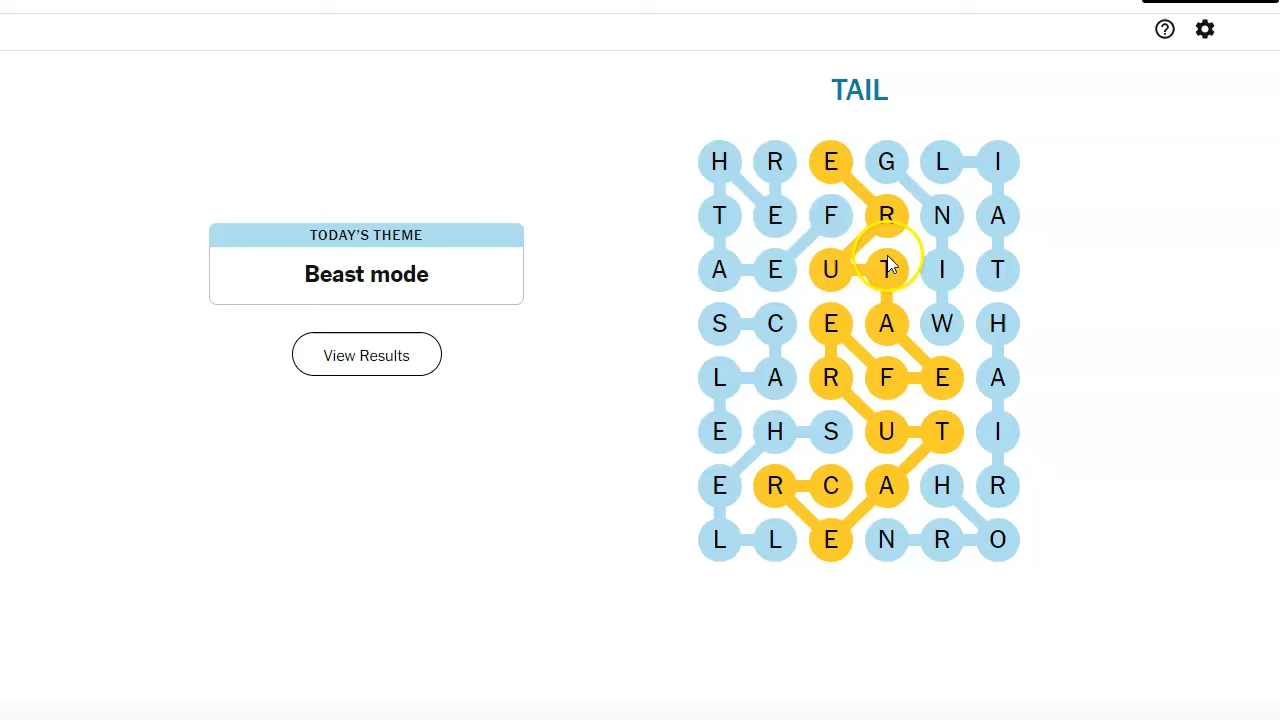 TAIL
TODAY'S THEME
Beast mode
View Results
H R E G L I
T E F R N A
A E U T I T
S C E A W H
L A R F E A
E H S U T I
E R C A H R
L L E N R O